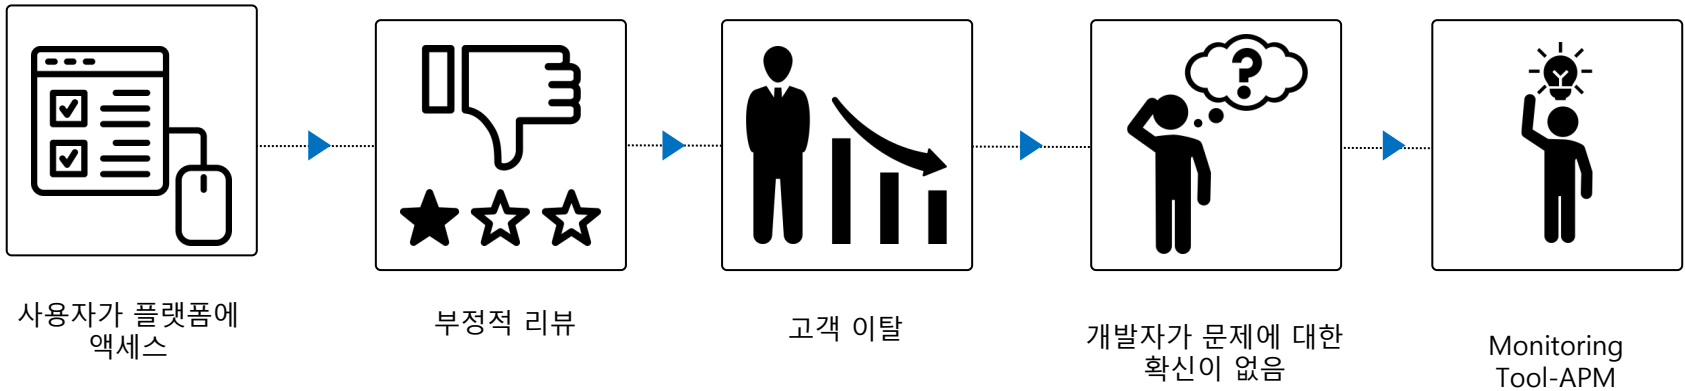 사용자가 플랫폼에
액세스
부정적 리뷰
고객 이탈
개발자가 문제에 대한
확신이 없음
Monitoring
Tool-APM